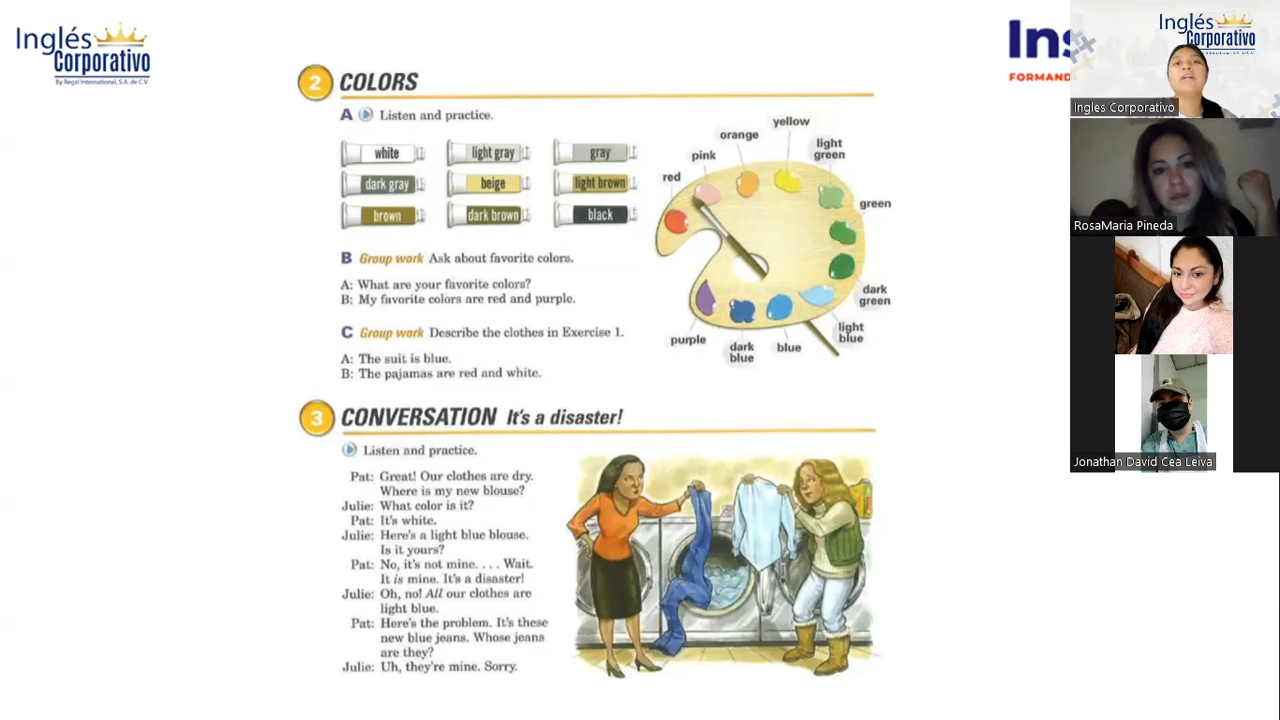 Inglés
Corporativo
By Regal International, S.A. de C.V.
2 COLORS
A Listen and practice.
white
light gray
gray
dark gray
beige
light brown
brown
dark brown
black
red
pink
orange
yellow
light
green
green
dark
green
light
blue
blue
dark
blue
purple
B Group work Ask about favorite colors.
A: What are your favorite colors?
B: My favorite colors are red and purple.
C Group work Describe the clothes in Exercise 1.
A: The suit is blue.
B: The pajamas are red and white.
3 CONVERSATION It's a disaster!
Listen and practice.
Pat: Great! Our clothes are dry.
Where is my new blouse?
Julie: What color is it?
Pat: It's white.
Julie: Here's a light blue blouse.
Is it yours?
Pat: No, it's not mine. . . . Wait.
It is mine. It's a disaster!
Julie: Oh, no! All our clothes are
light blue.
Pat: Here's the problem. It's these
new blue jeans. Whose jeans
are they?
Julie: Uh, they're mine. Sorry.
Ins
FORMAND
Inglés
Corporativo
Ingles Corporativo
RosaMaria Pineda
Jonathan David Cea Leiva